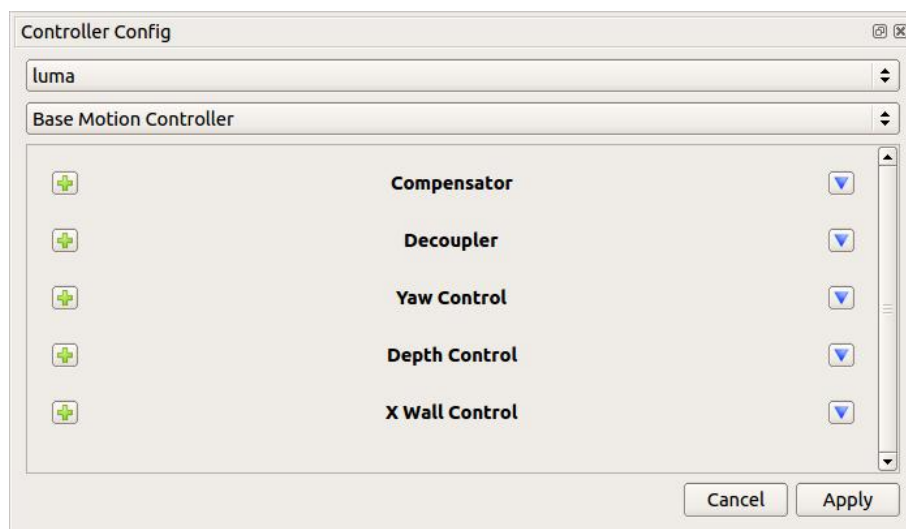 Controller Config
luma
Base Motion Controller
Compensator
Decoupler
Yaw Control
Depth Control
X Wall Control
Cancel Apply